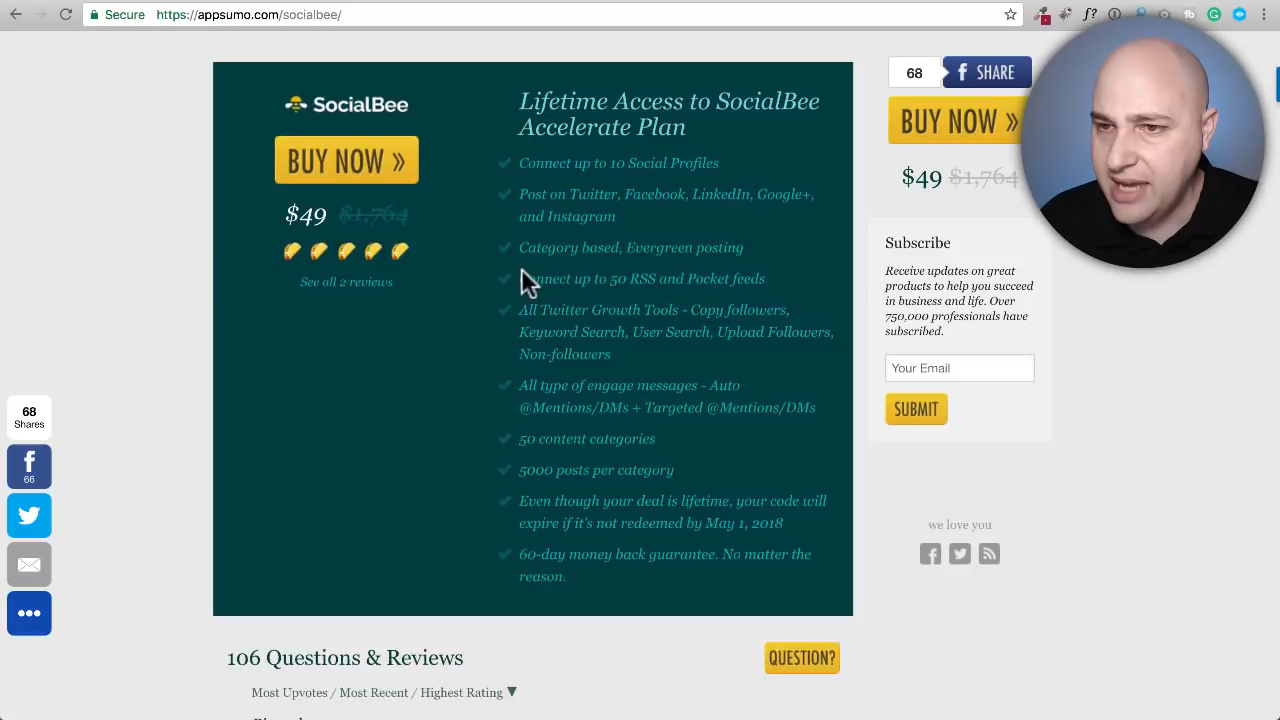 Secure
https://appsumo.com/socialbee/
SocialBee
BUY NOW »
$49 $1,764
See all 2 reviews
Lifetime Access to SocialBee
Accelerate Plan
Connect up to 10 Social Profiles
Post on Twitter, Facebook, LinkedIn, Google+,
and Instagram
Category based, Evergreen posting
Connect up to 50 RSS and Pocket feeds
All Twitter Growth Tools - Copy followers,
Keyword Search, User Search, Upload Followers,
Non-followers
All type of engage messages - Auto
@Mentions/DMs + Targeted @Mentions/DMs
50 content categories
5000 posts per category
Even though your deal is lifetime, your code will
expire if it's not redeemed by May 1, 2018
60-day money back guarantee. No matter the
reason.
68
SHARE
BUY NOW »
$49 $1,764
Subscribe
Receive updates on great
products to help you succeed
in business and life. Over
750,000 professionals have
subscribed.
Your Email
SUBMIT
we love you
68
Shares
66
106 Questions & Reviews
QUESTION?
Most Upvotes / Most Recent / Highest Rating ▼